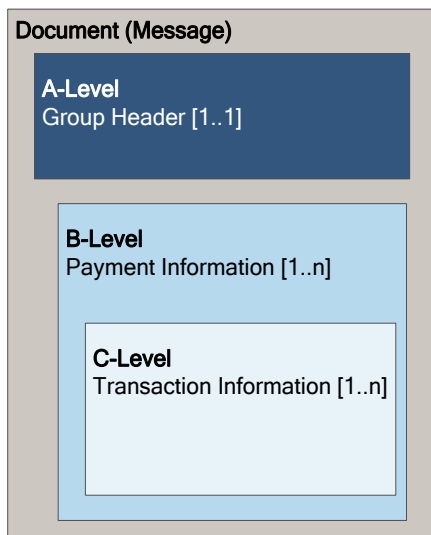 Document (Message)
A-Level
Group Header [1..1]
B-Level
Payment Information [1..n]
C-Level
Transaction Information [1..n]